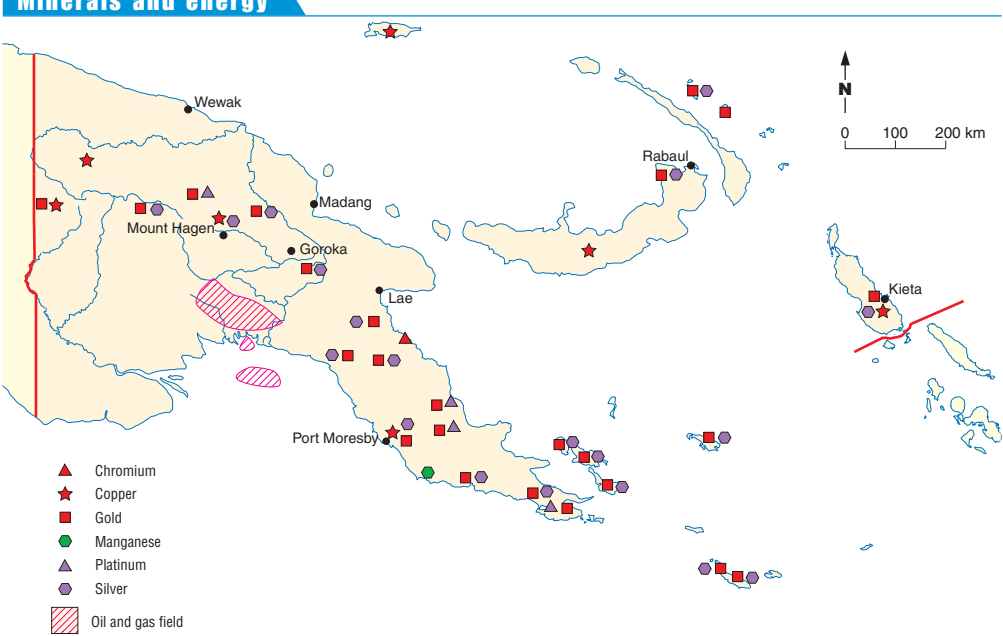 Minerals and energy
Wewak
N
0 100 200 km
Rabaul
Madang
Mount Hagen
Goroka
Lae
Kieta
Port Moresby
Chromium
Copper
Gold
Manganese
Platinum
Silver
Oil and gas field